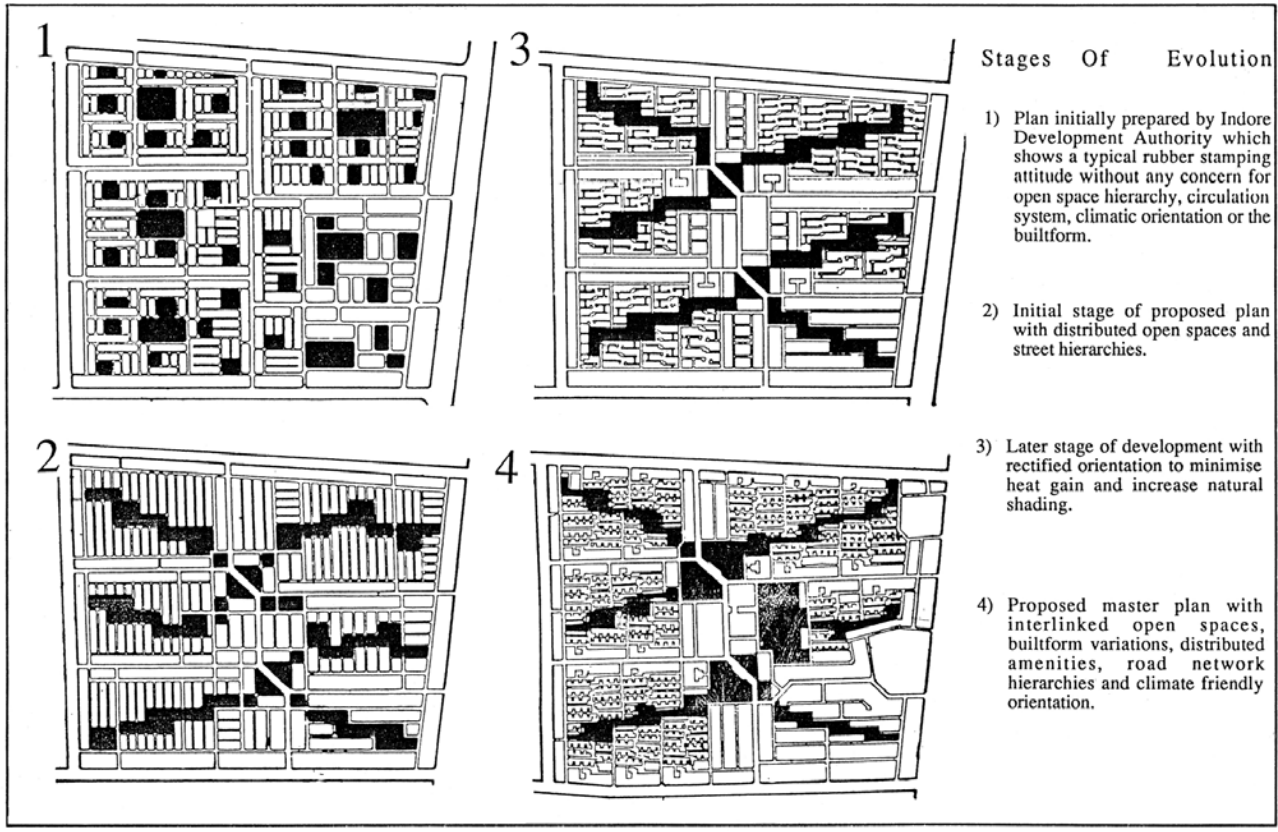 1
3
2
4
Stages Of Evolution
1) Plan initially prepared by Indore
Development Authority which
shows a typical rubber stamping
attitude without any concern for
open space hierarchy, circulation
system, climatic orientation or the
builtform.
2) Initial stage of proposed plan
with distributed open spaces and
street hierarchies.
3) Later stage of development with
rectified orientation to minimise
heat gain and increase natural
shading.
4) Proposed master plan with
interlinked open spaces,
builtform variations, distributed
amenities, road network
hierarchies and climate friendly
orientation.